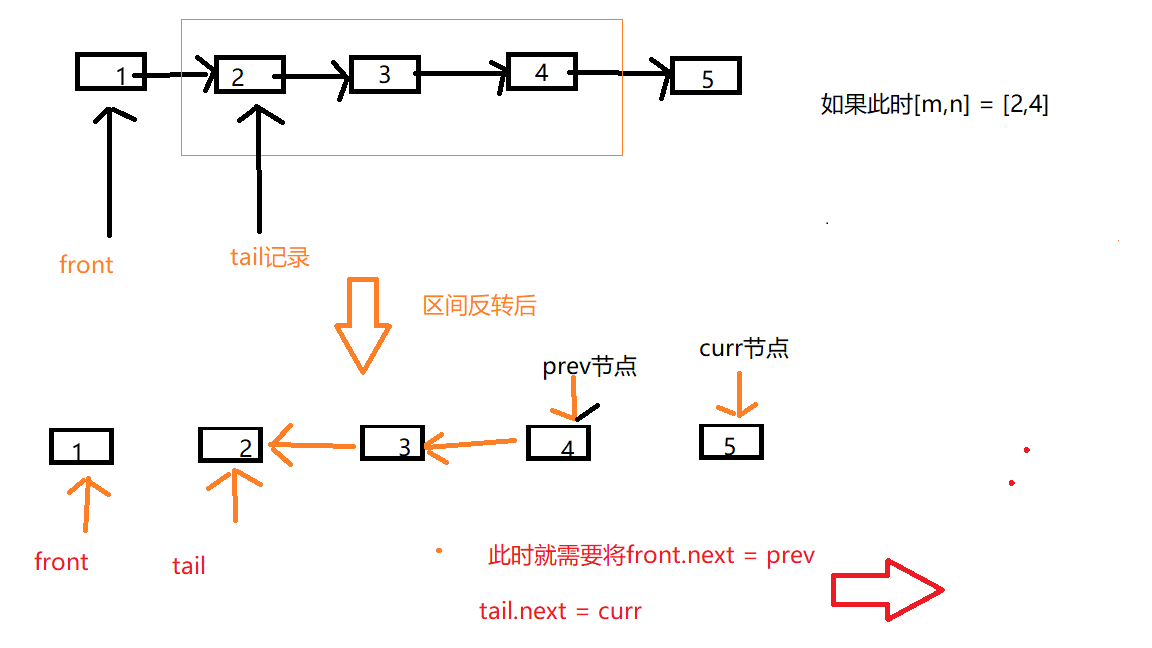 1 2 3 4 5
如果此时[m,n] = [2,4]
front
tail记录
区间反转后
prev节点
curr节点
1 2 3 4 5
front
tail
此时就需要将front.next = prev
tail.next = curr